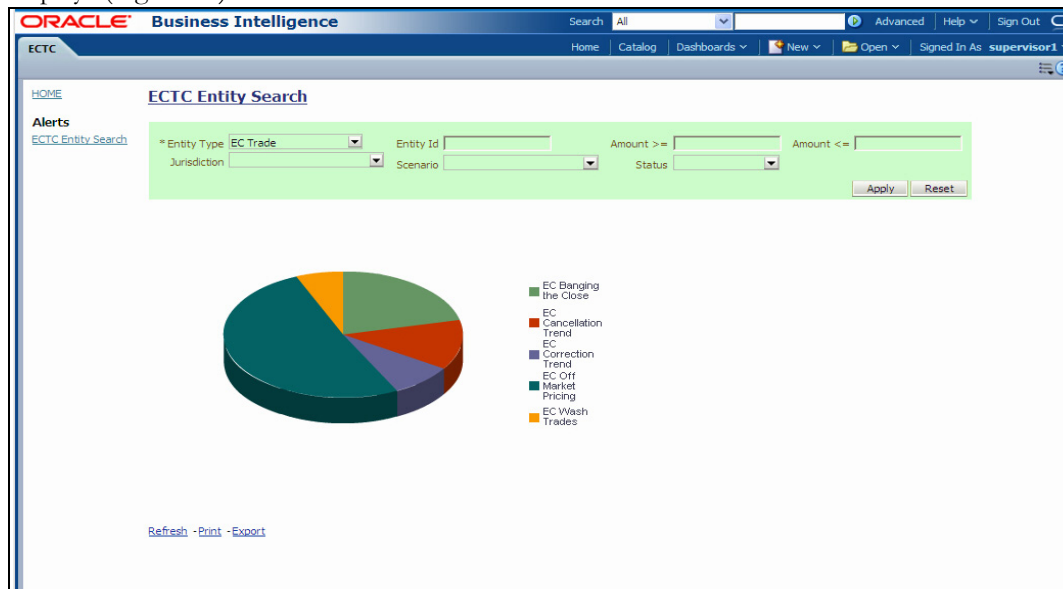 ORACLE Business Intelligence Search All Advanced Help Sign Out
ECTC Home Catalog Dashboards New Open Signed In As supervisor1
HOME
ECTC Entity Search
Alerts
ECTC Entity Search
* Entity Type EC Trade Entity Id Amount >= Amount <=
Jurisdiction Scenario Status
Apply Reset
EC Banging
the Close
EC
Cancellation
Trend
EC
Correction
Trend
EC Off
Market
Pricing
EC Wash
Trades
Refresh - Print - Export